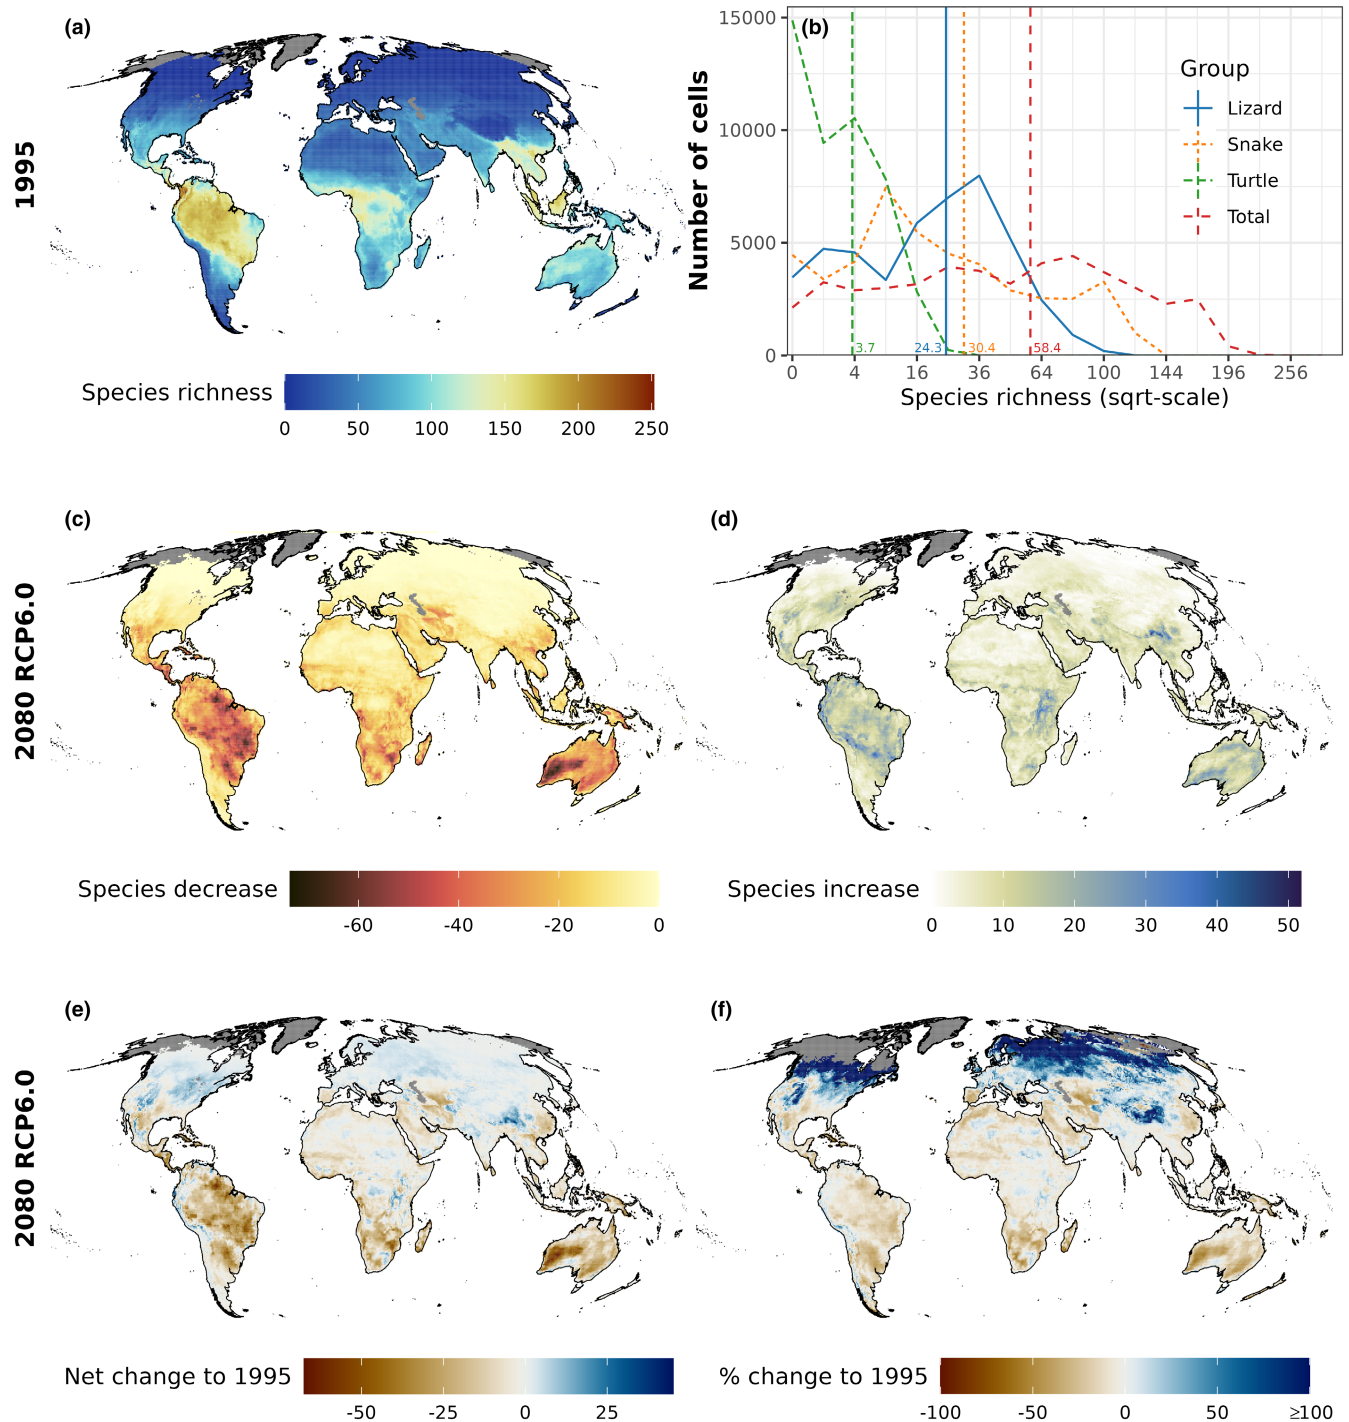 (a)
1995
Species richness
0 50 100 150 200 250
(b)
Number of cells
15000
10000
5000
0
Group
Lizard
Snake
Turtle
Total
3.7 24.3 30.4 58.4
0 4 16 36 64 100 144 196 256
Species richness (sqrt-scale)
2080 RCP6.0
(c)
Species decrease
-60 -40 -20 0
(d)
Species increase
0 10 20 30 40 50
2080 RCP6.0
(e)
Net change to 1995
-50 -25 0 25
(f)
% change to 1995
-100 -50 0 50 ≥100